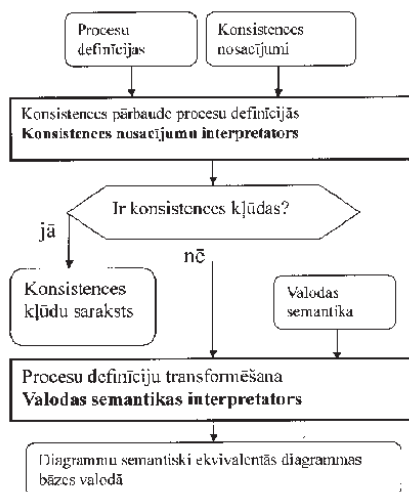 Procesu
definīcijas
Konsistences
nosacījumi
Konsistences pārbaude procesu definīcijās
Konsistences nosacījumu interpretators
Ir konsistences kļūdas?
jā
nē
Konsistences
kļūdu saraksts
Valodas
semantika
Procesu definīciju transformēšana
Valodas semantikas interpretators
Diagrammu semantiski ekvivalentās diagrammas
bāzes valodā